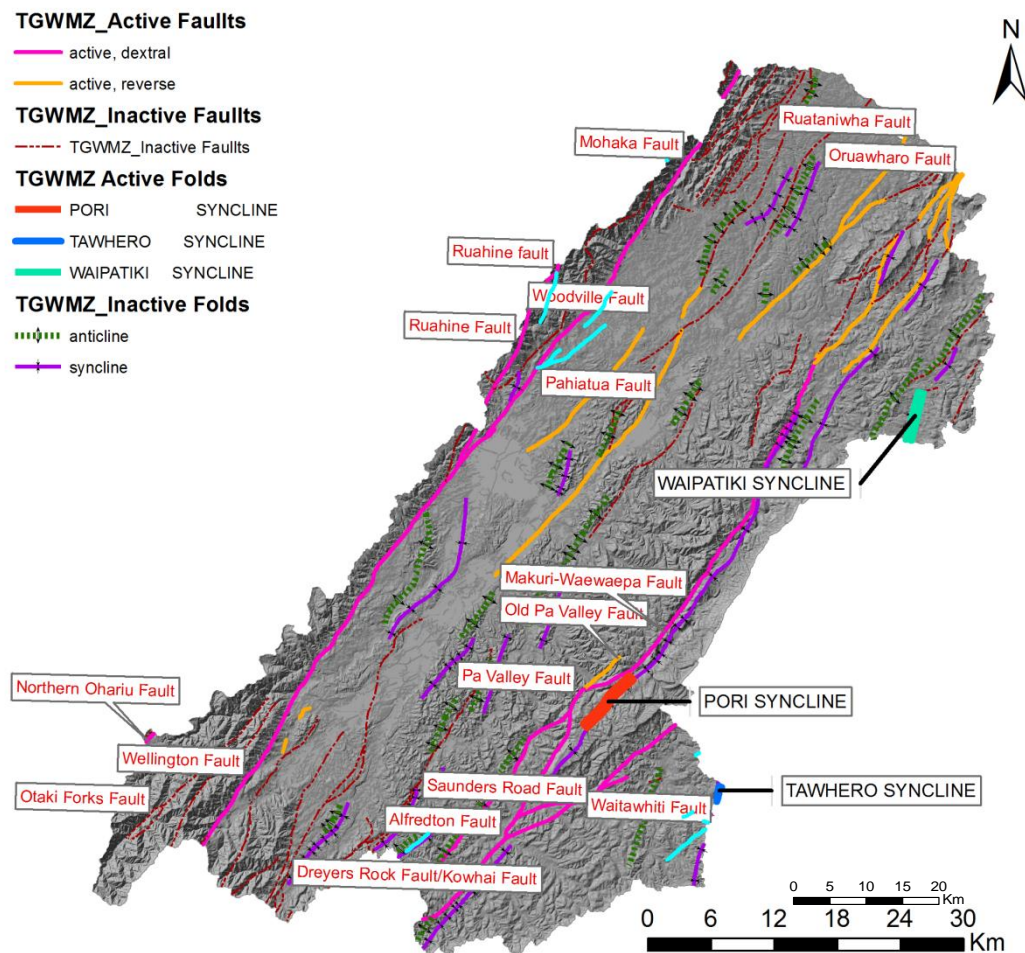 TGWMZ_Active Faullts
active, dextral
active, reverse
TGWMZ_Inactive Faullts
TGWMZ_Inactive Faullts
TGWMZ Active Folds
PORI SYNCLINE
TAWHERO SYNCLINE
WAIPATIKI SYNCLINE
TGWMZ_Inactive Folds
anticline
syncline
N
Ruataniwha Fault
Mohaka Fault
Oruawharo Fault
Ruahine fault
Woodville Fault
Ruahine Fault
Pahiatua Fault
WAIPATIKI SYNCLINE
Makuri-Waewaepa Fault
Old Pa Valley Fault
Pa Valley Fault
Northern Ohariu Fault
PORI SYNCLINE
Wellington Fault
Otaki Forks Fault
Saunders Road Fault
Waitawhiti Fault
TAWHERO SYNCLINE
Alfredton Fault
Dreyers Rock Fault/Kowhai Fault
0 5 10 15 20
Km
0 6 12 18 24 30
Km